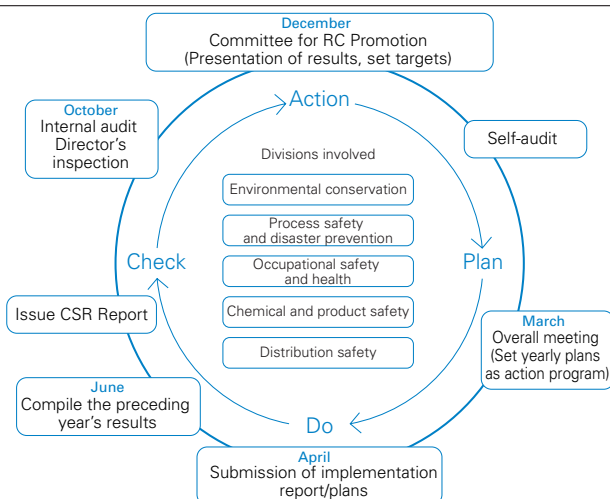 December
Committee for RC Promotion
(Presentation of results, set targets)
Action
October
Internal audit
Director's
inspection
Self-audit
Divisions involved
Environmental conservation
Process safety
and disaster prevention
Check
Occupational safety
and health
Plan
Issue CSR Report
Chemical and product safety
March
Overall meeting
(Set yearly plans
as action program)
Distribution safety
June
Compile the preceding
year's results
Do
April
Submission of implementation
report/plans